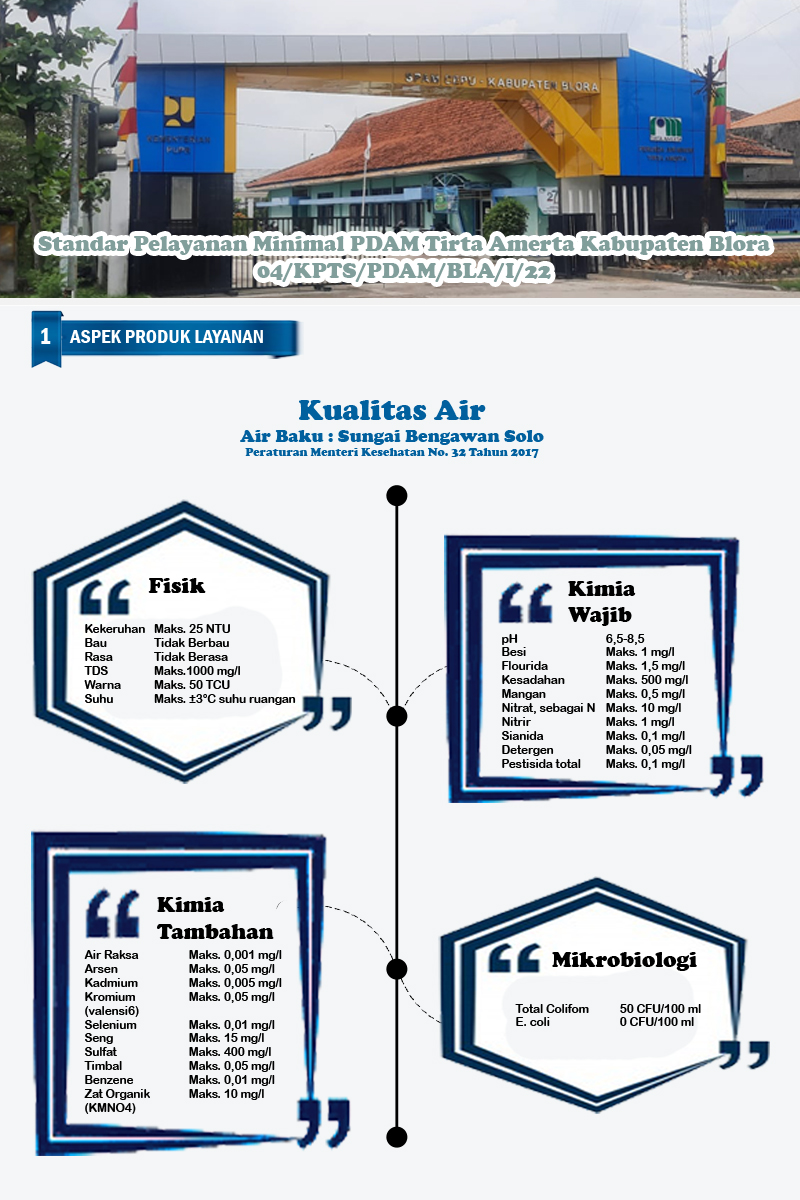 SPAM IKK CEPU - KABUPATEN BLORA
KEMENTERIAN
PUPR
Standar Pelayanan Minimal PDAM Tirta Amerta Kabupaten Blora
04/KPTS/PDAM/BLA/I/22
1 ASPEK PRODUK LAYANAN
Kualitas Air
Air Baku : Sungai Bengawan Solo
Peraturan Menteri Kesehatan No. 32 Tahun 2017
Fisik
Kekeruhan Maks. 25 NTU
Bau Tidak Berbau
Rasa Tidak Berasa
TDS Maks.1000 mg/l
Warna Maks. 50 TCU
Suhu Maks. ±3°C suhu ruangan
Kimia
Wajib
pH 6,5-8,5
Besi Maks. 1 mg/l
Flourida Maks. 1,5 mg/l
Kesadahan Maks. 500 mg/l
Mangan Maks. 0,5 mg/l
Nitrat, sebagai N Maks. 10 mg/l
Nitrir Maks. 1 mg/l
Sianida Maks. 0,1 mg/l
Detergen Maks. 0,05 mg/l
Pestisida total Maks. 0,1 mg/l
Kimia
Tambahan
Air Raksa Maks. 0,001 mg/l
Arsen Maks. 0,05 mg/l
Kadmium Maks. 0,005 mg/l
Kromium Maks. 0,05 mg/l
(valensi6)
Selenium Maks. 0,01 mg/l
Seng Maks. 15 mg/l
Sulfat Maks. 400 mg/l
Timbal Maks. 0,05 mg/l
Benzene Maks. 0,01 mg/l
Zat Organik Maks. 10 mg/l
(KMNO4)
Mikrobiologi
Total Colifom 50 CFU/100 ml
E. coli 0 CFU/100 ml